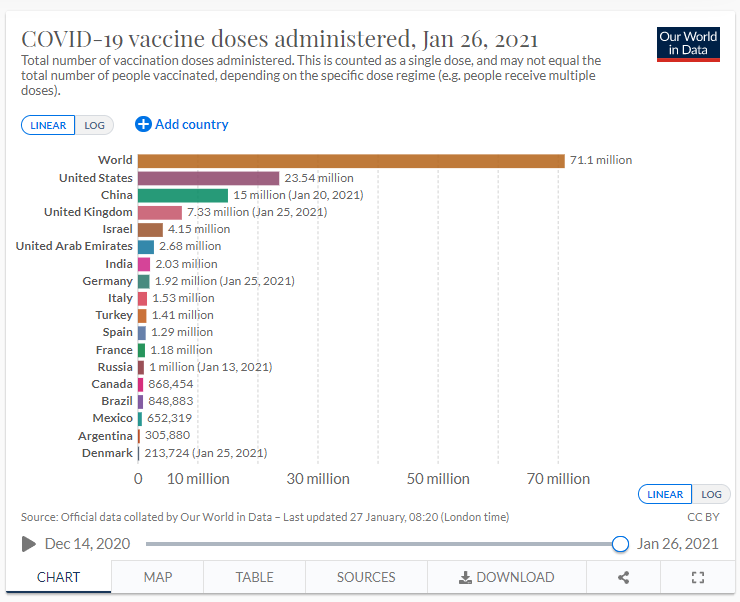 COVID-19 vaccine doses administered, Jan 26, 2021
Our World
in Data
Total number of vaccination doses administered. This is counted as a single dose, and may not equal the
total number of people vaccinated, depending on the specific dose regime (e.g. people receive multiple
doses).
LINEAR LOG Add country
World 71.1 million
United States 23.54 million
China 15 million (Jan 20, 2021)
United Kingdom 7.33 million (Jan 25, 2021)
Israel 4.15 million
United Arab Emirates 2.68 million
India 2.03 million
Germany 1.92 million (Jan 25, 2021)
Italy 1.53 million
Turkey 1.41 million
Spain 1.29 million
France 1.18 million
Russia 1 million (Jan 13, 2021)
Canada 868,454
Brazil 848,883
Mexico 652,319
Argentina 305,880
Denmark 213,724 (Jan 25, 2021)
0 10 million 30 million 50 million 70 million
LINEAR LOG
Source: Official data collated by Our World in Data – Last updated 27 January, 08:20 (London time) CC BY
Dec 14, 2020 Jan 26, 2021
CHART MAP TABLE SOURCES DOWNLOAD